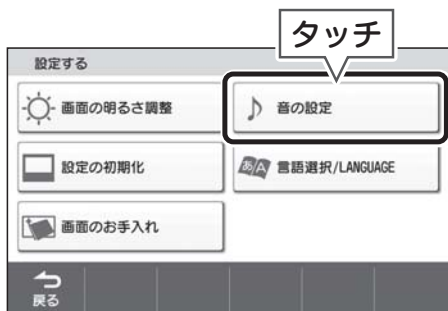 タッチ
設定する
画面の明るさ調整
音の設定
設定の初期化
あ/A 言語選択/LANGUAGE
画面のお手入れ
戻る